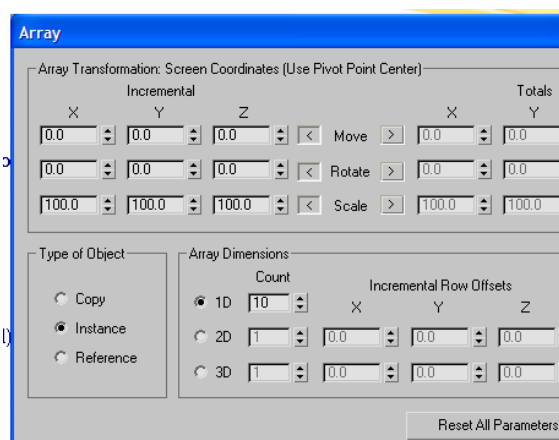 Array
Array Transformation: Screen Coordinates (Use Pivot Point Center)
Incremental Totals
X Y Z X Y
0.0 0.0 0.0 < Move > 0.0 0.0
0.0 0.0 0.0 < Rotate > 0.0 0.0
100.0 100.0 100.0 < Scale > 100.0 100.0
Type of Object
Copy
Instance
Reference
Array Dimensions
Count
Incremental Row Offsets
1D 10 X Y Z
2D 1 0.0 0.0 0.0
3D 1 0.0 0.0 0.0
Reset All Parameters